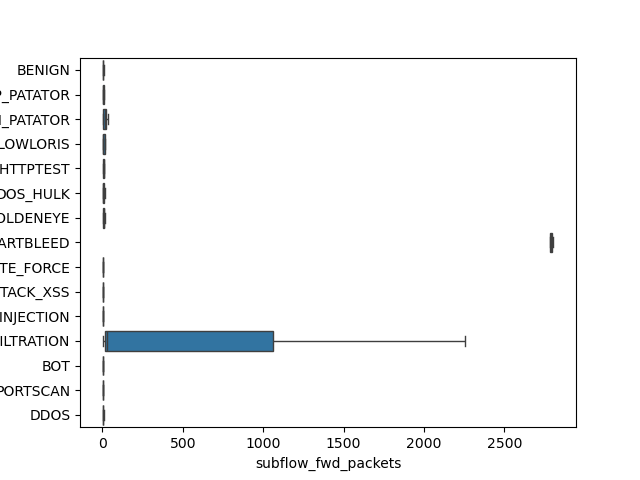 BENIGN
P_PATATOR
H_PATATOR
LOWLORIS
HTTPTEST
DOS_HULK
OLDENEYE
ARTBLEED
TE_FORCE
TACK_XSS
INJECTION
ILTRATION
BOT
PORTSCAN
DDOS
0 500 1000 1500 2000 2500
subflow_fwd_packets